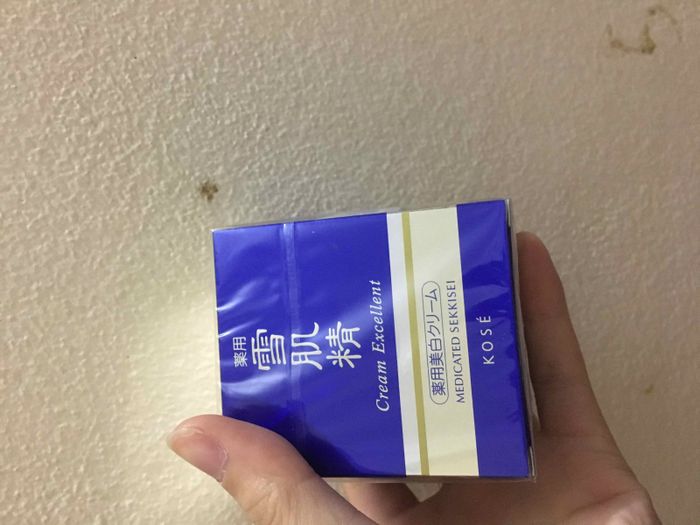 薬用
雪肌精
Cream Excellent
薬用美白クリーム
MEDICATED SEKKISEI
KOSÉ